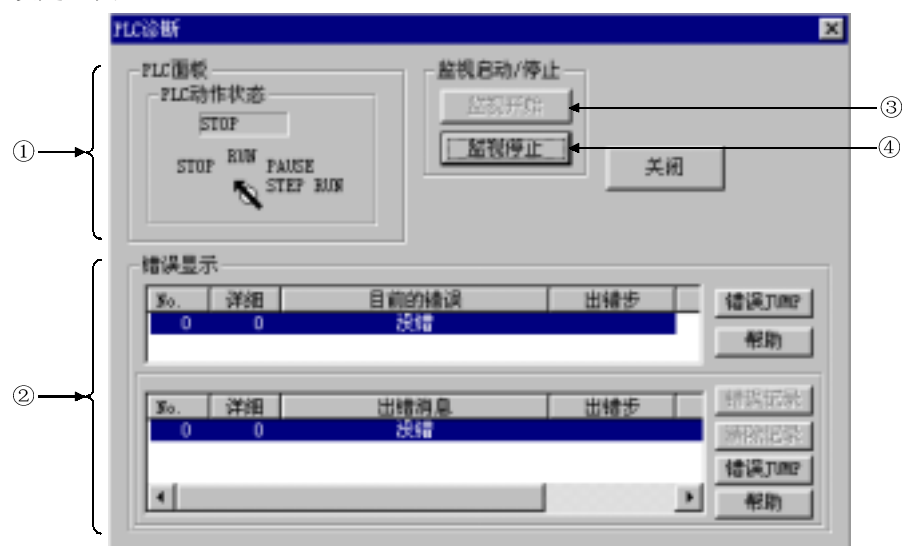 PLC诊断
PLC面板
PLC动作状态
STOP
STOP RUN PAUSE
STEP RUN
监视启动/停止
监视开始
监视停止
关闭
①
③
④
错误显示
No. 详细 目前的错误 出错步
0 0 没错
错误JUMP
帮助
②
No. 详细 出错消息 出错步
0 0 没错
错误记录
清除记录
错误JUMP
帮助